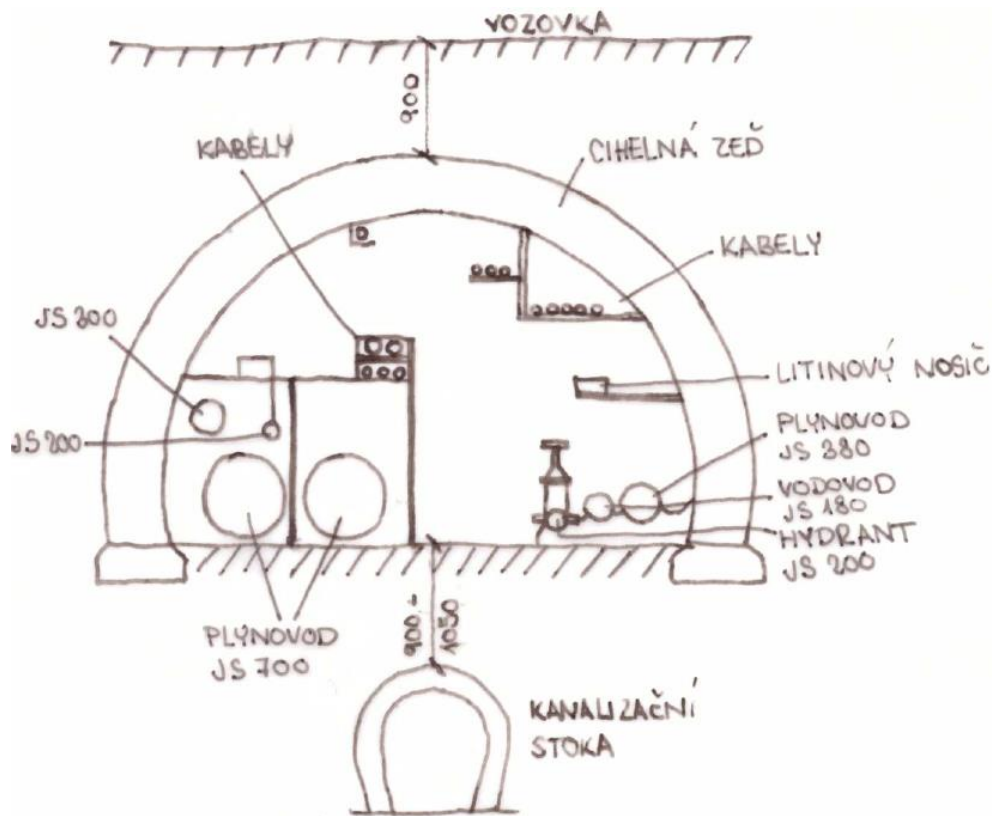 VOZOVKA
900
KABELY
CIHELNÁ ZEĎ
KABELY
JS 300
LITINOVÝ NOSIČ
JS 200
PLYNOVOD
JS 380
VODOVOD
JS 180
HYDRANT
JS 200
PLYNOVOD
JS 700
900-
1050
KANALIZAČNÍ
STOKA